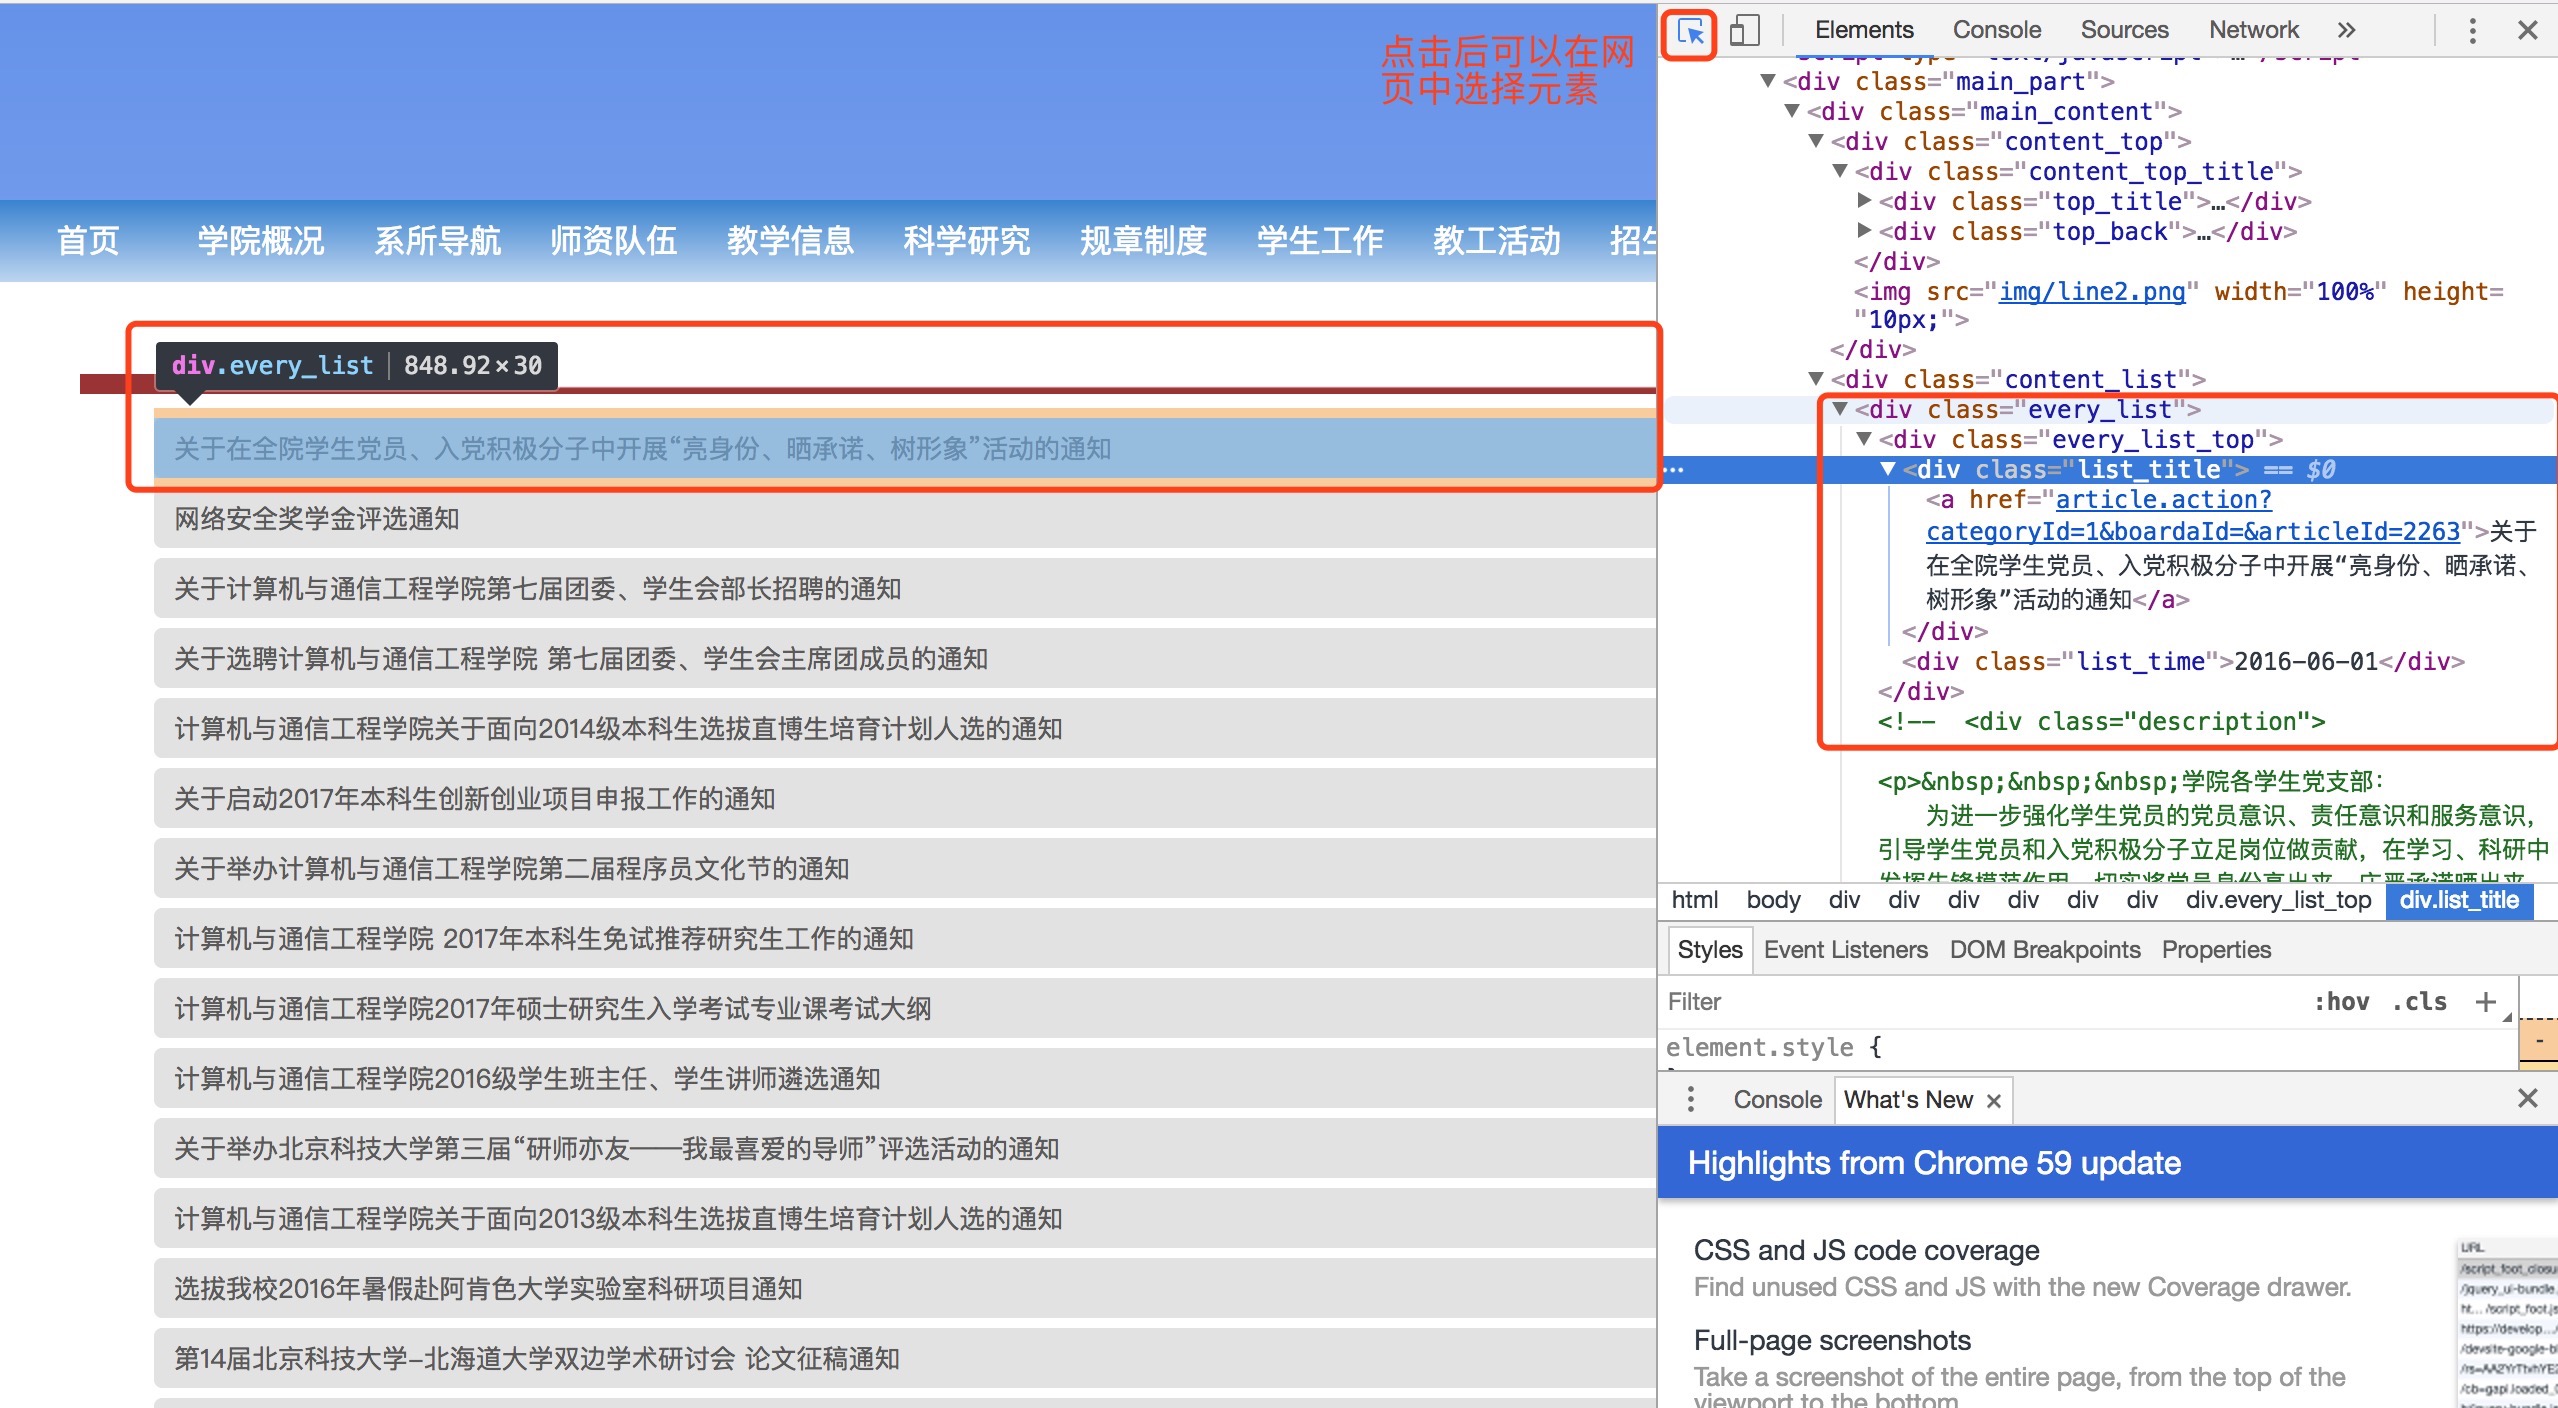 点击后可以在网
页中选择元素
首页 学院概况 系所导航 师资队伍 教学信息 科学研究 规章制度 学生工作 教工活动 招生
div.every_list | 848.92×30
关于在全院学生党员、入党积极分子中开展“亮身份、晒承诺、树形象”活动的通知
网络安全奖学金评选通知
关于计算机与通信工程学院第七届团委、学生会部长招聘的通知
关于选聘计算机与通信工程学院 第七届团委、学生会主席团成员的通知
计算机与通信工程学院关于面向2014级本科生选拔直博生培育计划人选的通知
关于启动2017年本科生创新创业项目申报工作的通知
关于举办计算机与通信工程学院第二届程序员文化节的通知
计算机与通信工程学院 2017年本科生免试推荐研究生工作的通知
计算机与通信工程学院2017年硕士研究生入学考试专业课考试大纲
计算机与通信工程学院2016级学生班主任、学生讲师遴选通知
关于举办北京科技大学第三届“研师亦友——我最喜爱的导师”评选活动的通知
计算机与通信工程学院关于面向2013级本科生选拔直博生培育计划人选的通知
选拔我校2016年暑假赴阿肯色大学实验室科研项目通知
第14届北京科技大学–北海道大学双边学术研讨会 论文征稿通知
Elements Console Sources Network »
<div class="main_part">
<div class="main_content">
<div class="content_top">
<div class="content_top_title">
<div class="top_title">…</div>
<div class="top_back">…</div>
</div>
<img src="img/line2.png" width="100%" height=
"10px;">
</div>
<div class="content_list">
<div class="every_list">
<div class="every_list_top">
<div class="list_title"> == $0
<a href="article.action?
categoryId=1&boardaId=&articleId=2263">关于
在全院学生党员、入党积极分子中开展“亮身份、晒承诺、
树形象”活动的通知</a>
</div>
<div class="list_time">2016-06-01</div>
</div>
<!-- <div class="description">
<p>&nbsp;&nbsp;&nbsp;学院各学生党支部：
为进一步强化学生党员的党员意识、责任意识和服务意识，
引导学生党员和入党积极分子立足岗位做贡献，在学习、科研中
html body div div div div div div div.every_list_top div.list_title
Styles Event Listeners DOM Breakpoints Properties
Filter :hov .cls +
element.style {
Console What's New ×
Highlights from Chrome 59 update
CSS and JS code coverage
Find unused CSS and JS with the new Coverage drawer.
Full-page screenshots
Take a screenshot of the entire page, from the top of the
viewport to the bottom
URL